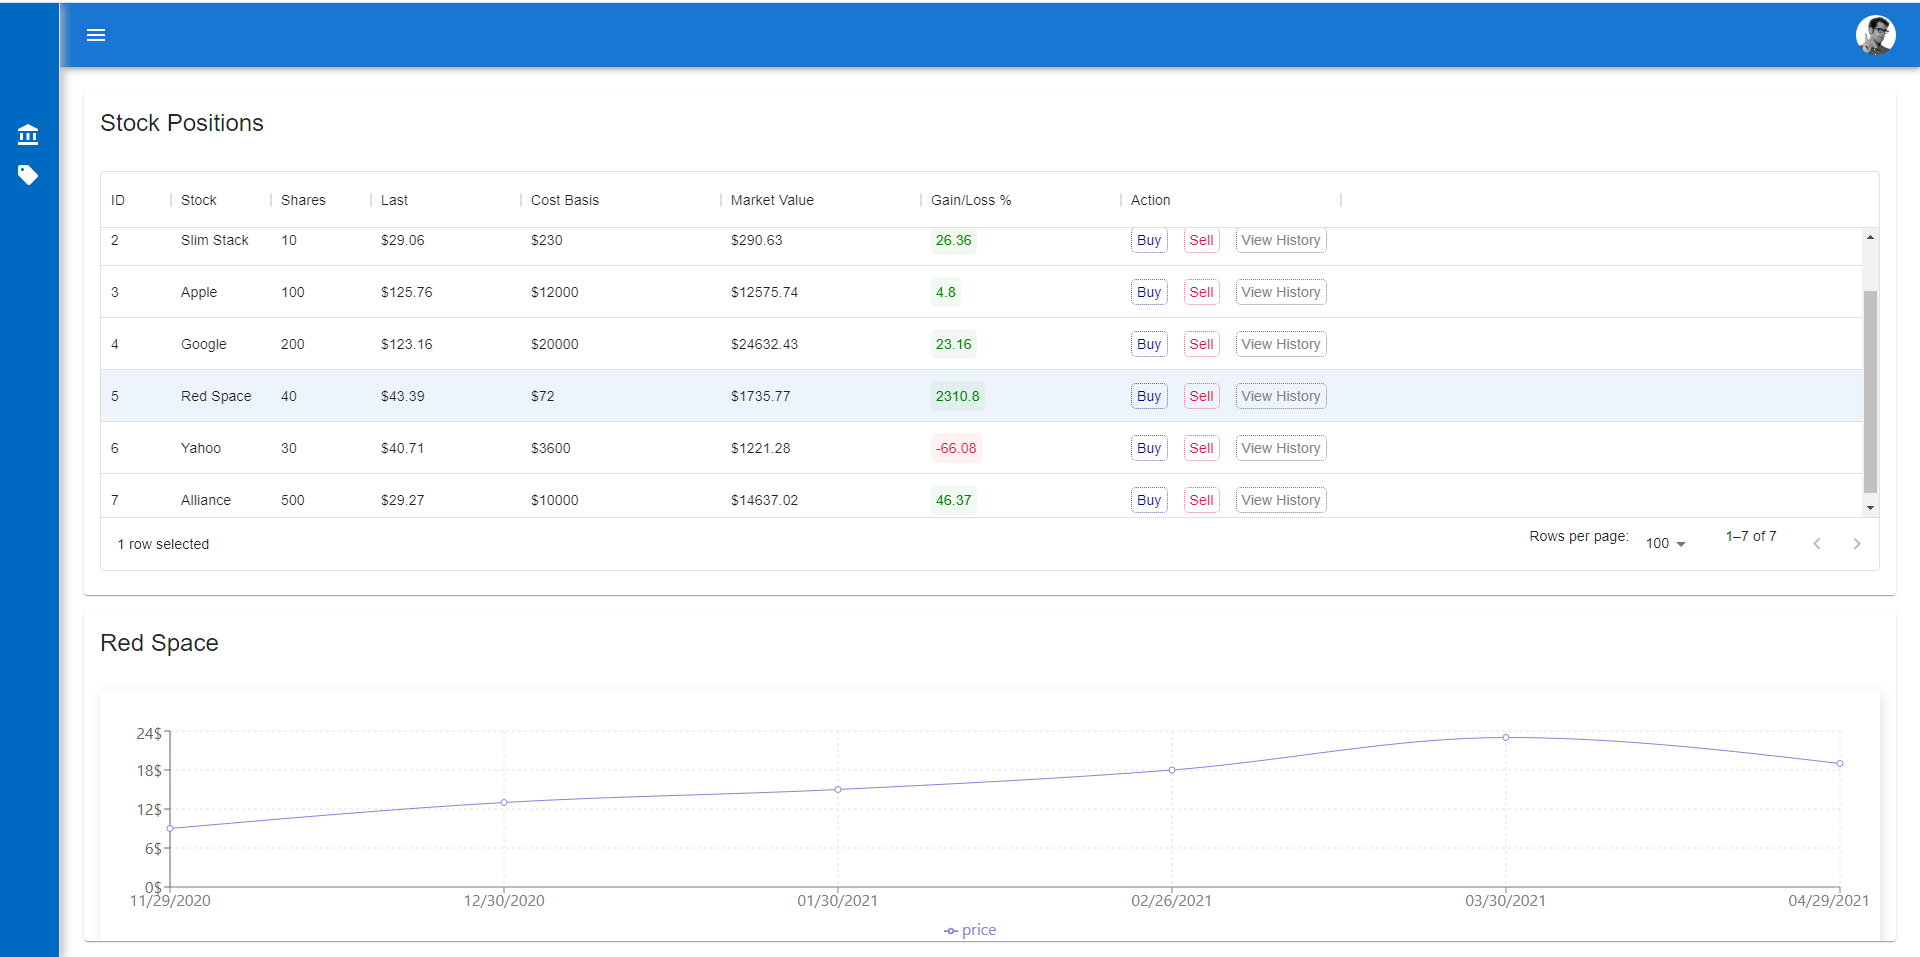 Stock Positions
ID Stock Shares Last Cost Basis Market Value Gain/Loss % Action
2 Slim Stack 10 $29.06 $230 $290.63 26.36 Buy Sell View History
3 Apple 100 $125.76 $12000 $12575.74 4.8 Buy Sell View History
4 Google 200 $123.16 $20000 $24632.43 23.16 Buy Sell View History
5 Red Space 40 $43.39 $72 $1735.77 2310.8 Buy Sell View History
6 Yahoo 30 $40.71 $3600 $1221.28 -66.08 Buy Sell View History
7 Alliance 500 $29.27 $10000 $14637.02 46.37 Buy Sell View History
1 row selected Rows per page: 100 1–7 of 7
Red Space
24$
18$
12$
6$
0$
11/29/2020 12/30/2020 01/30/2021 02/26/2021 03/30/2021 04/29/2021
price